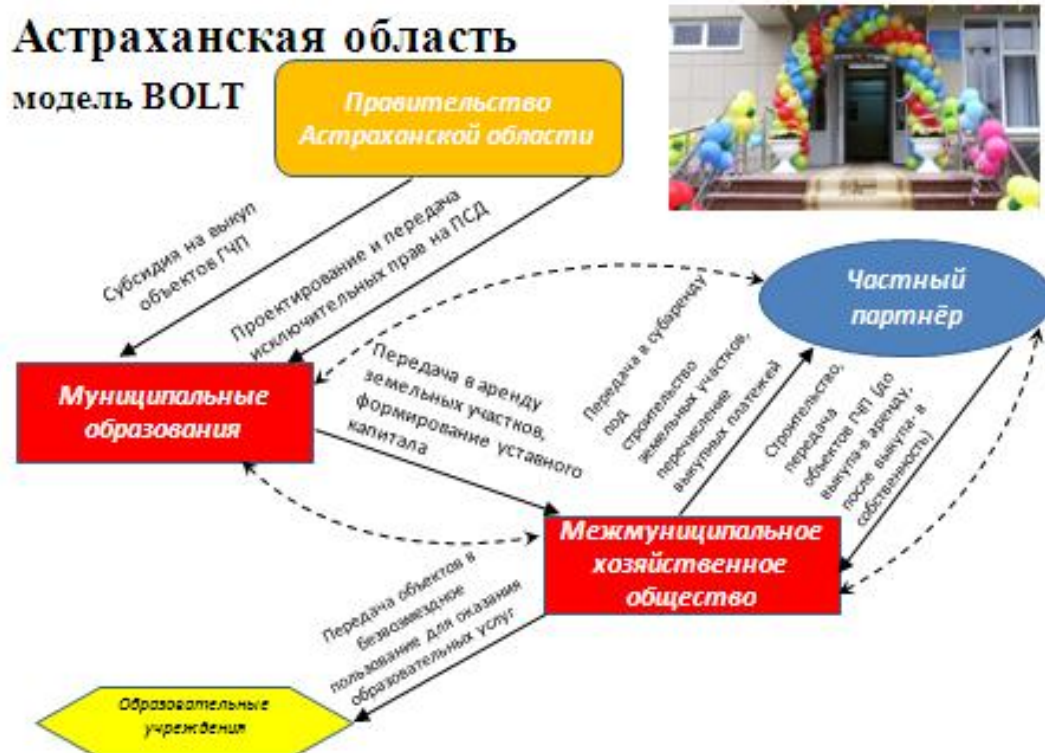 Астраханская область
модель BOLT
Правительство
Астраханской области
Субсидия на выкуп
объектов ГЧП
Проектирование и передача
исключительных прав на ПСД
Частный
партнёр
Муниципальные
образования
Передача в аренду
земельных участков,
формирование уставного
капитала
Передача в субаренду
под
строительство
земельных участков,
перечисление
выкупных платежей
Строительство,
передача
объектов ГЧП (до
выкупа-в аренду,
после выкупа- в
собственность)
Межмуниципальное
хозяйственное
общество
Передача объектов в
безвозмездное
пользование для оказания
образовательных услуг
Образовательные
учреждения